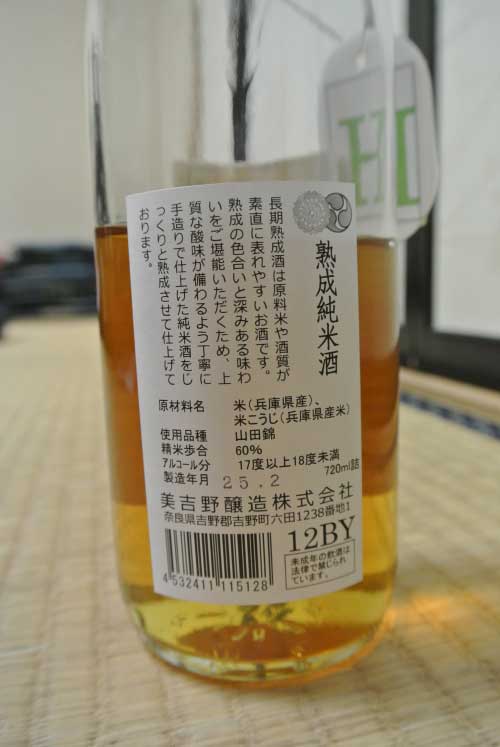 熟成純米酒
長期熟成酒は原料米や酒質が
素直に表れやすいお酒です。
熟成の色合いと深みある味わ
いをご堪能いただくため、上
質な酸味が備わるよう丁寧に
手造りで仕上げた純米酒をじ
っくりと熟成させて仕上げて
おります。
原材料名 米(兵庫県産)、
米こうじ(兵庫県産米)
使用品種 山田錦
精米歩合 60%
アルコール分 17度以上18度未満
720ml詰
製造年月 25.2
美吉野醸造株式会社
奈良県吉野郡吉野町六田1238番地1
12BY
未成年の飲酒は
法律で禁じられ
ています。
4532411115128